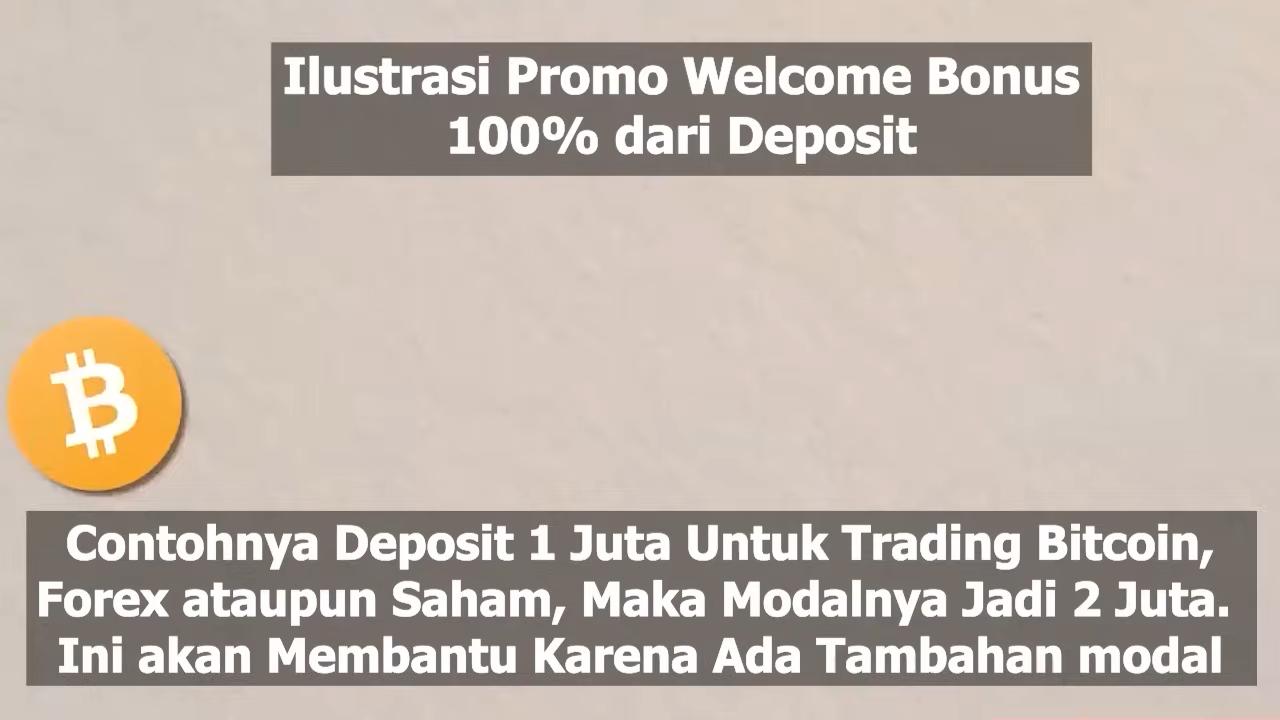 Ilustrasi Promo Welcome Bonus
100% dari Deposit
Contohnya Deposit 1 Juta Untuk Trading Bitcoin,
Forex ataupun Saham, Maka Modalnya Jadi 2 Juta.
Ini akan Membantu Karena Ada Tambahan modal